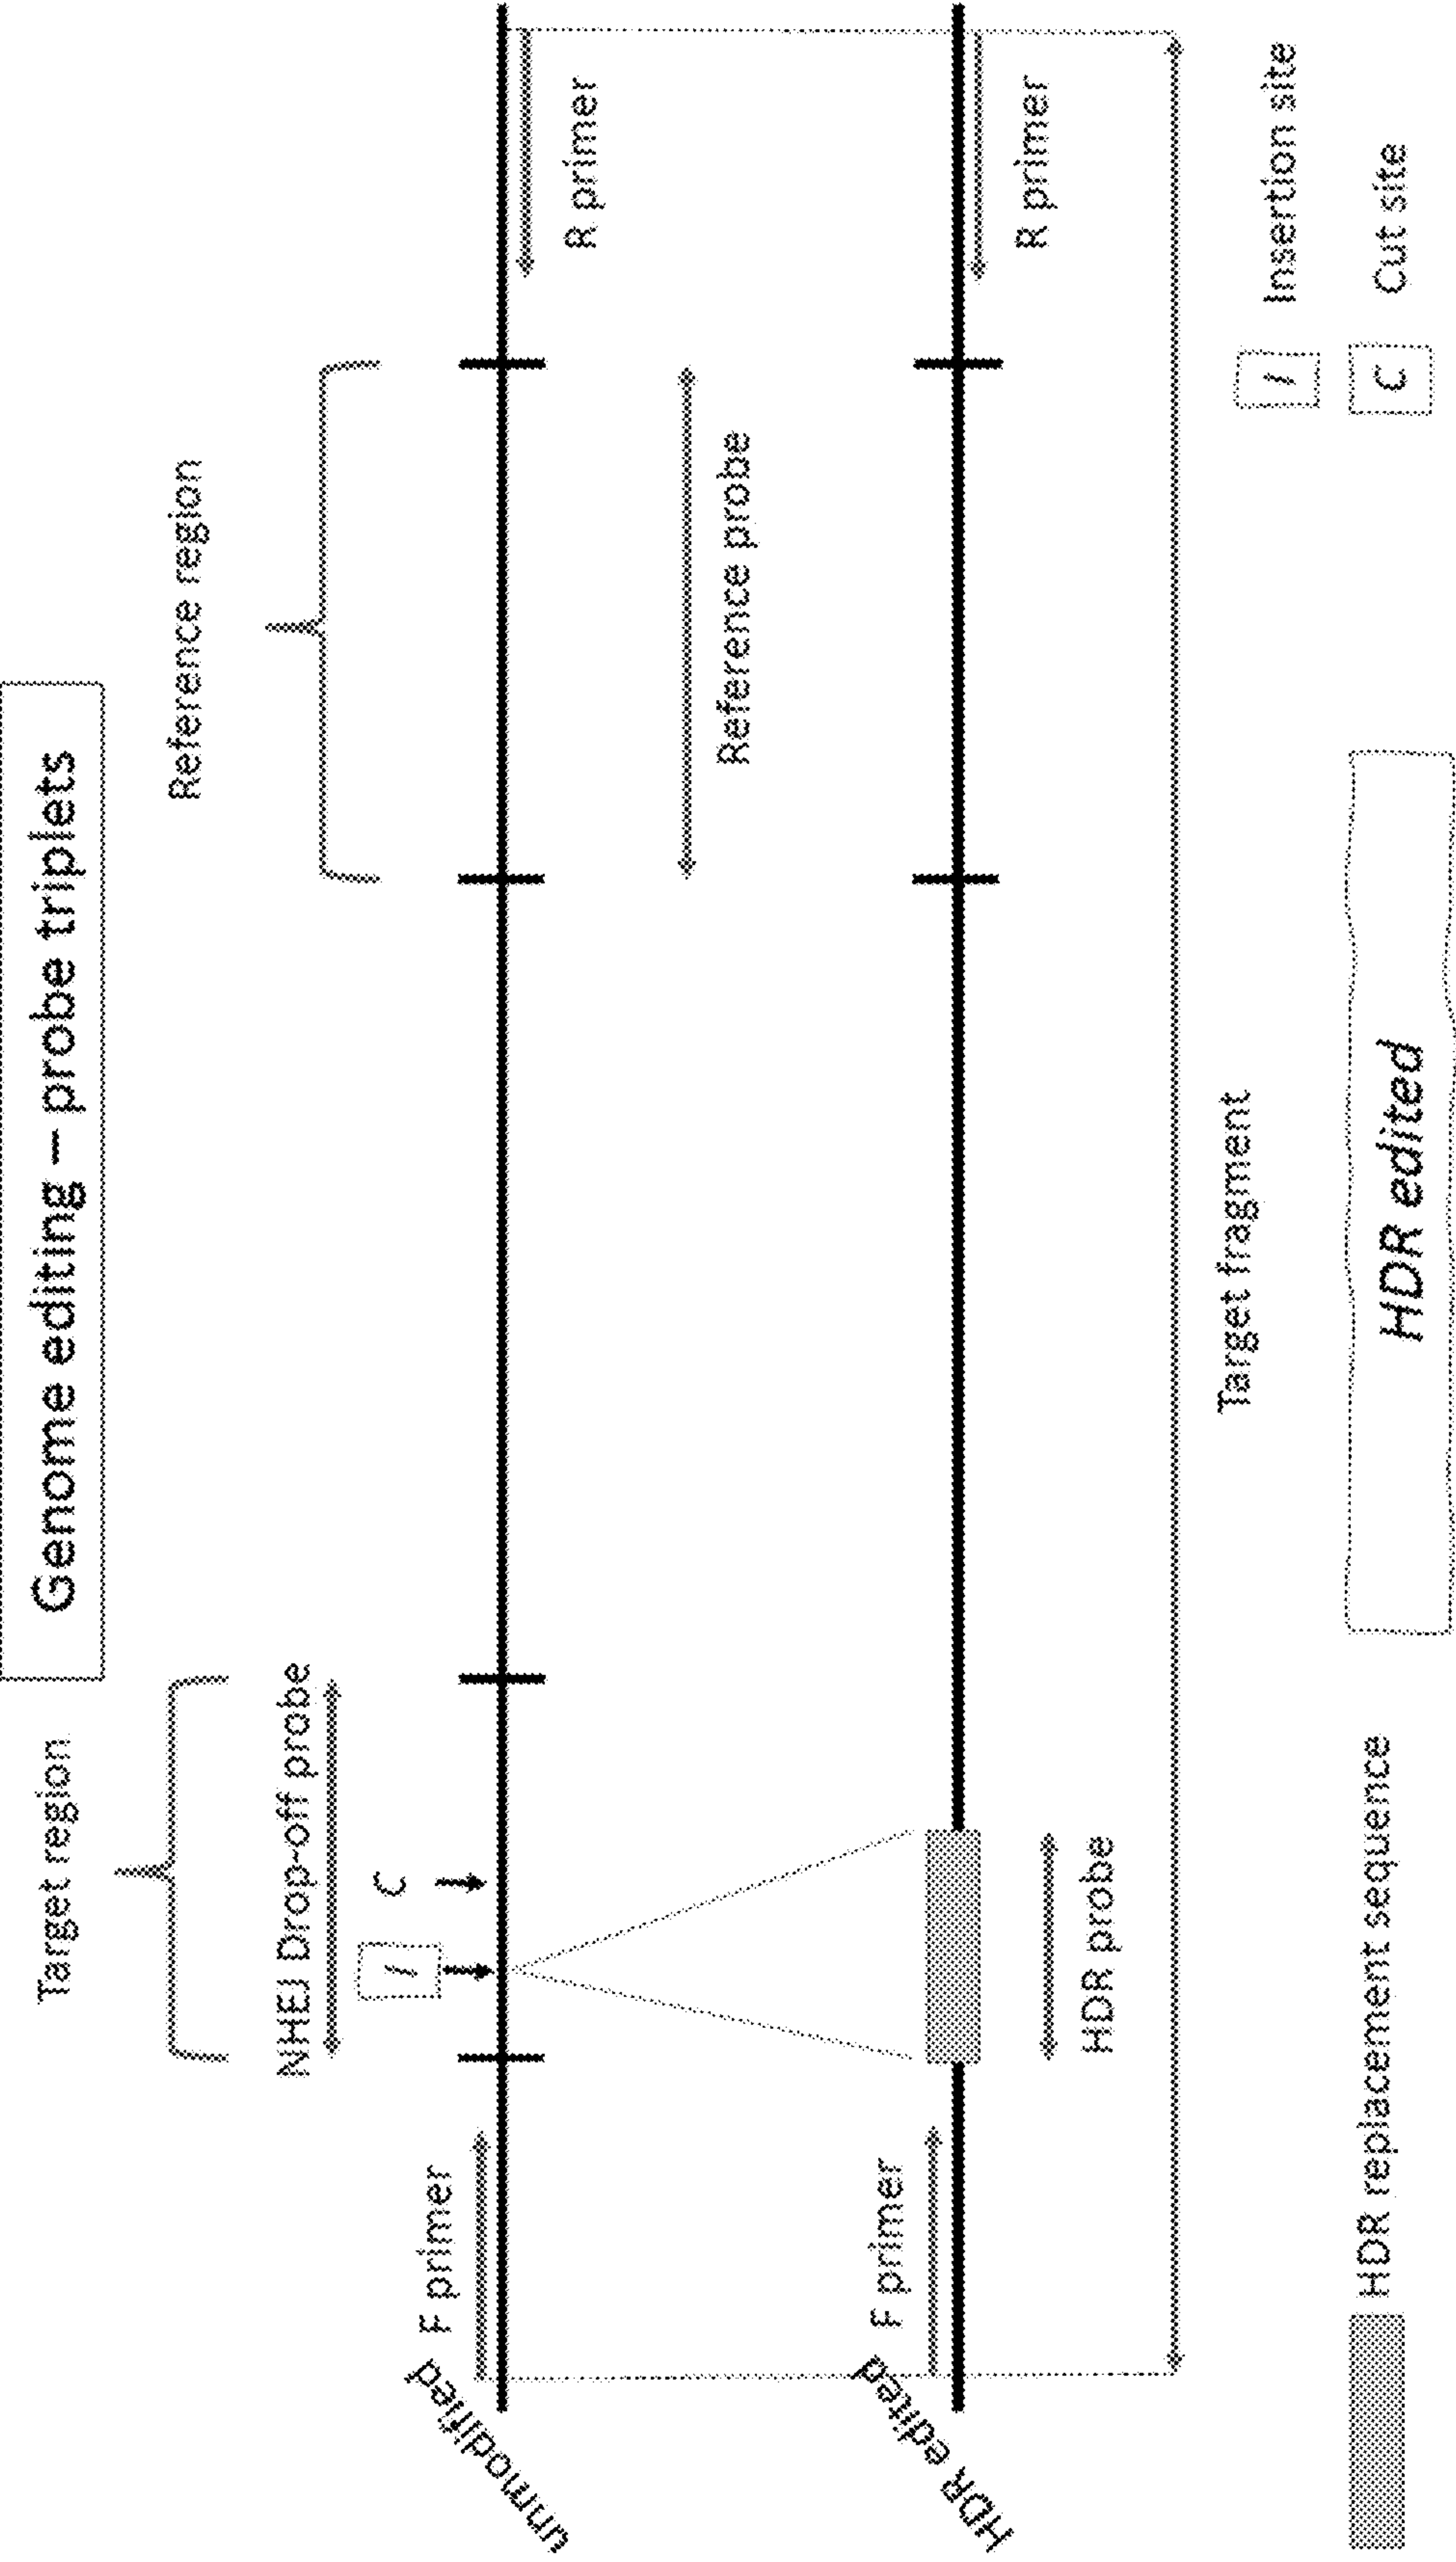 Genome editing – probe triplets
Target region
Reference region
NHEJ Drop-off probe
I
C
unmodified
F primer
R primer
Reference probe
HDR edited
F primer
R primer
HDR probe
Target fragment
I
Insertion site
HDR replacement sequence
HDR edited
C
Cut site